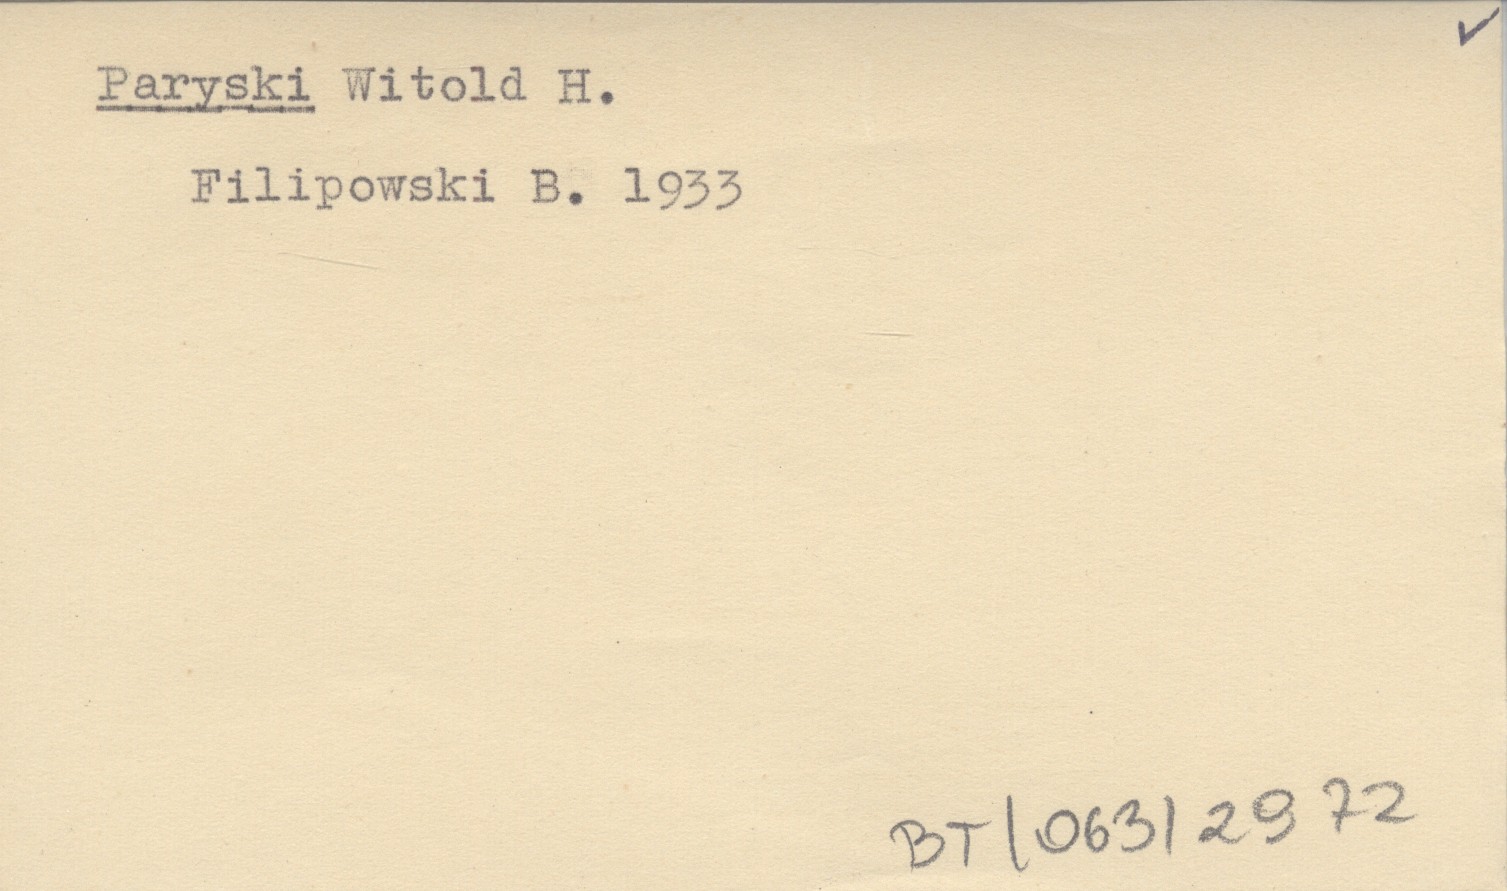 Paryski Witold H.
Filipowski B. 1933
BT/063/2972